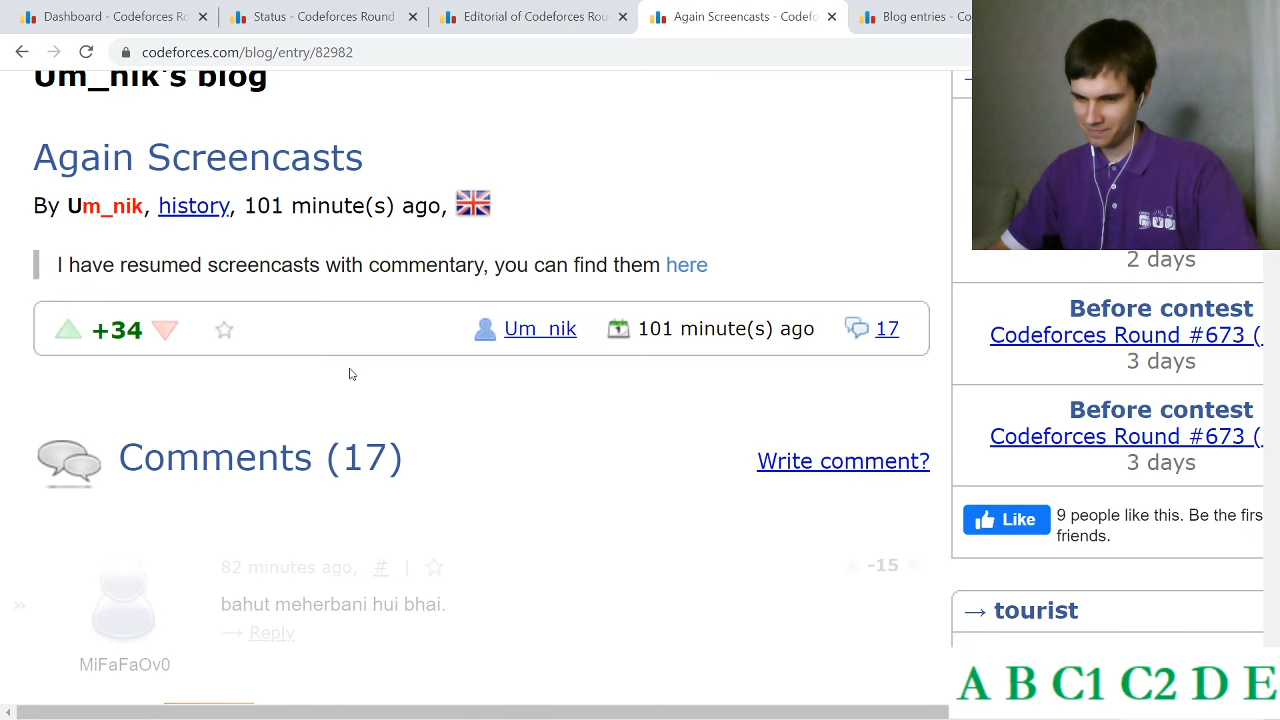 Dashboard - Codeforces Ro
Status - Codeforces Round
Editorial of Codeforces Rou
Again Screencasts - Codefo
Blog entries - Co
codeforces.com/blog/entry/82982
Um_nik's blog
Again Screencasts
By Um_nik, history, 101 minute(s) ago,
I have resumed screencasts with commentary, you can find them here
+34
Um_nik
101 minute(s) ago
17
Comments (17)
Write comment?
82 minutes ago, # |
-15
bahut meherbani hui bhai.
→ Reply
MiFaFaOv0
2 days
Before contest
Codeforces Round #673 (
3 days
Before contest
Codeforces Round #673 (
3 days
Like
9 people like this. Be the firs
friends.
→ tourist
A B C1 C2 D E